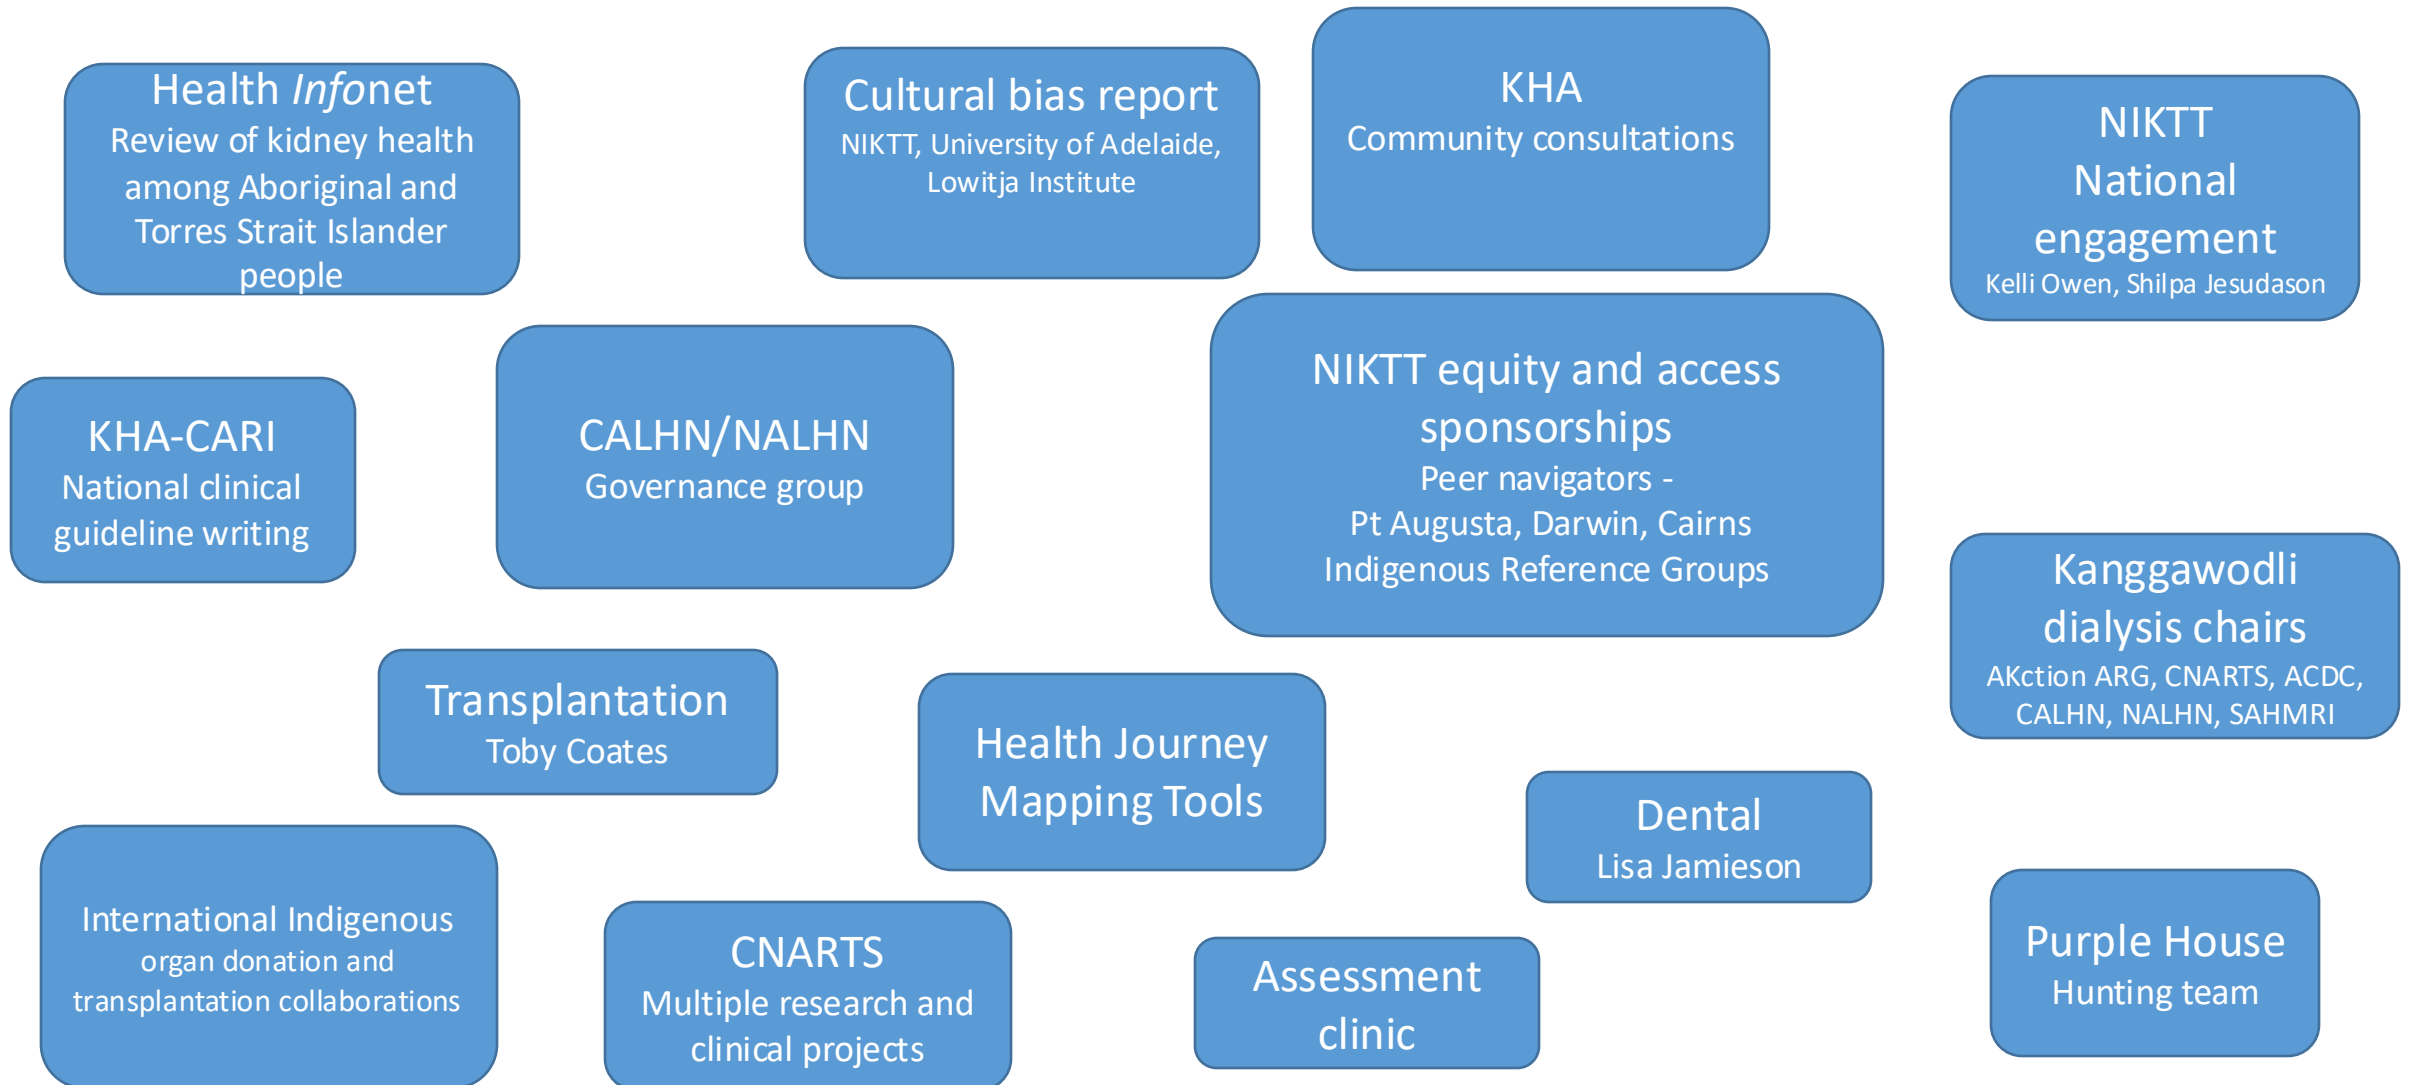 Health Infonet
Review of kidney health
among Aboriginal and
Torres Strait Islander
people
Cultural bias report
NIKTT, University of Adelaide,
Lowitja Institute
KHA
Community consultations
NIKTT
National
engagement
Kelli Owen, Shilpa Jesudason
KHA-CARI
National clinical
guideline writing
CALHN/NALHN
Governance group
NIKTT equity and access
sponsorships
Peer navigators -
Pt Augusta, Darwin, Cairns
Indigenous Reference Groups
Kanggawodli
dialysis chairs
AKction ARG, CNARTS, ACDC,
CALHN, NALHN, SAHMRI
Transplantation
Toby Coates
Health Journey
Mapping Tools
Dental
Lisa Jamieson
International Indigenous
organ donation and
transplantation collaborations
CNARTS
Multiple research and
clinical projects
Assessment
clinic
Purple House
Hunting team